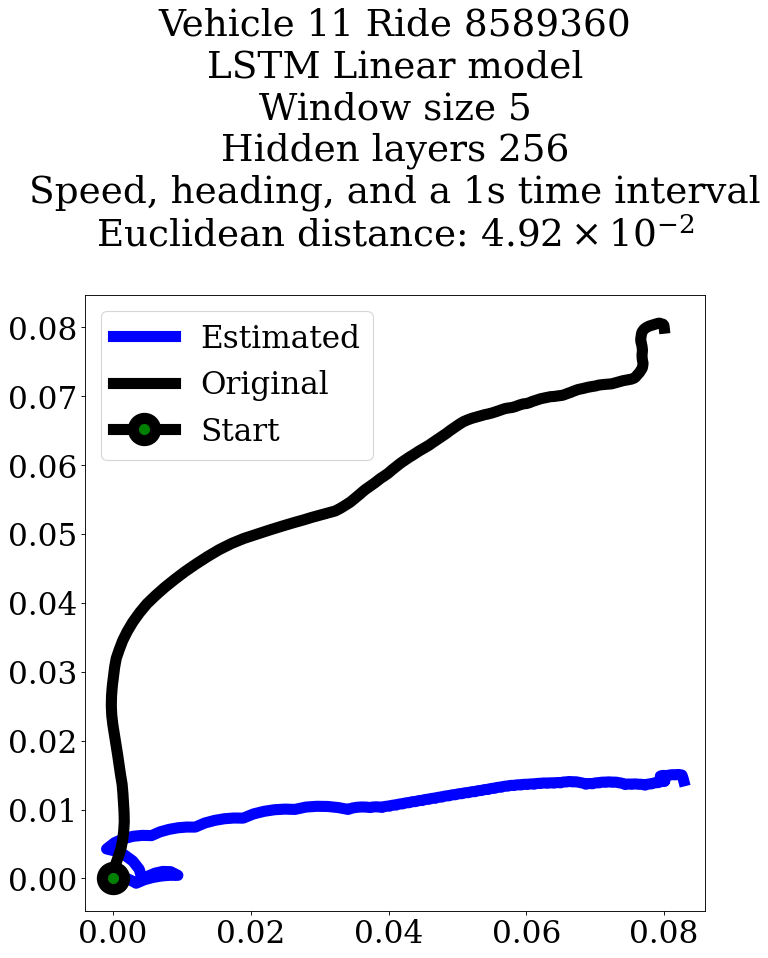 Vehicle 11 Ride 8589360
LSTM Linear model
Window size 5
Hidden layers 256
Speed, heading, and a 1s time interval
Euclidean distance: 4.92 × 10⁻²
Estimated
Original
Start
0.08
0.07
0.06
0.05
0.04
0.03
0.02
0.01
0.00
0.00 0.02 0.04 0.06 0.08